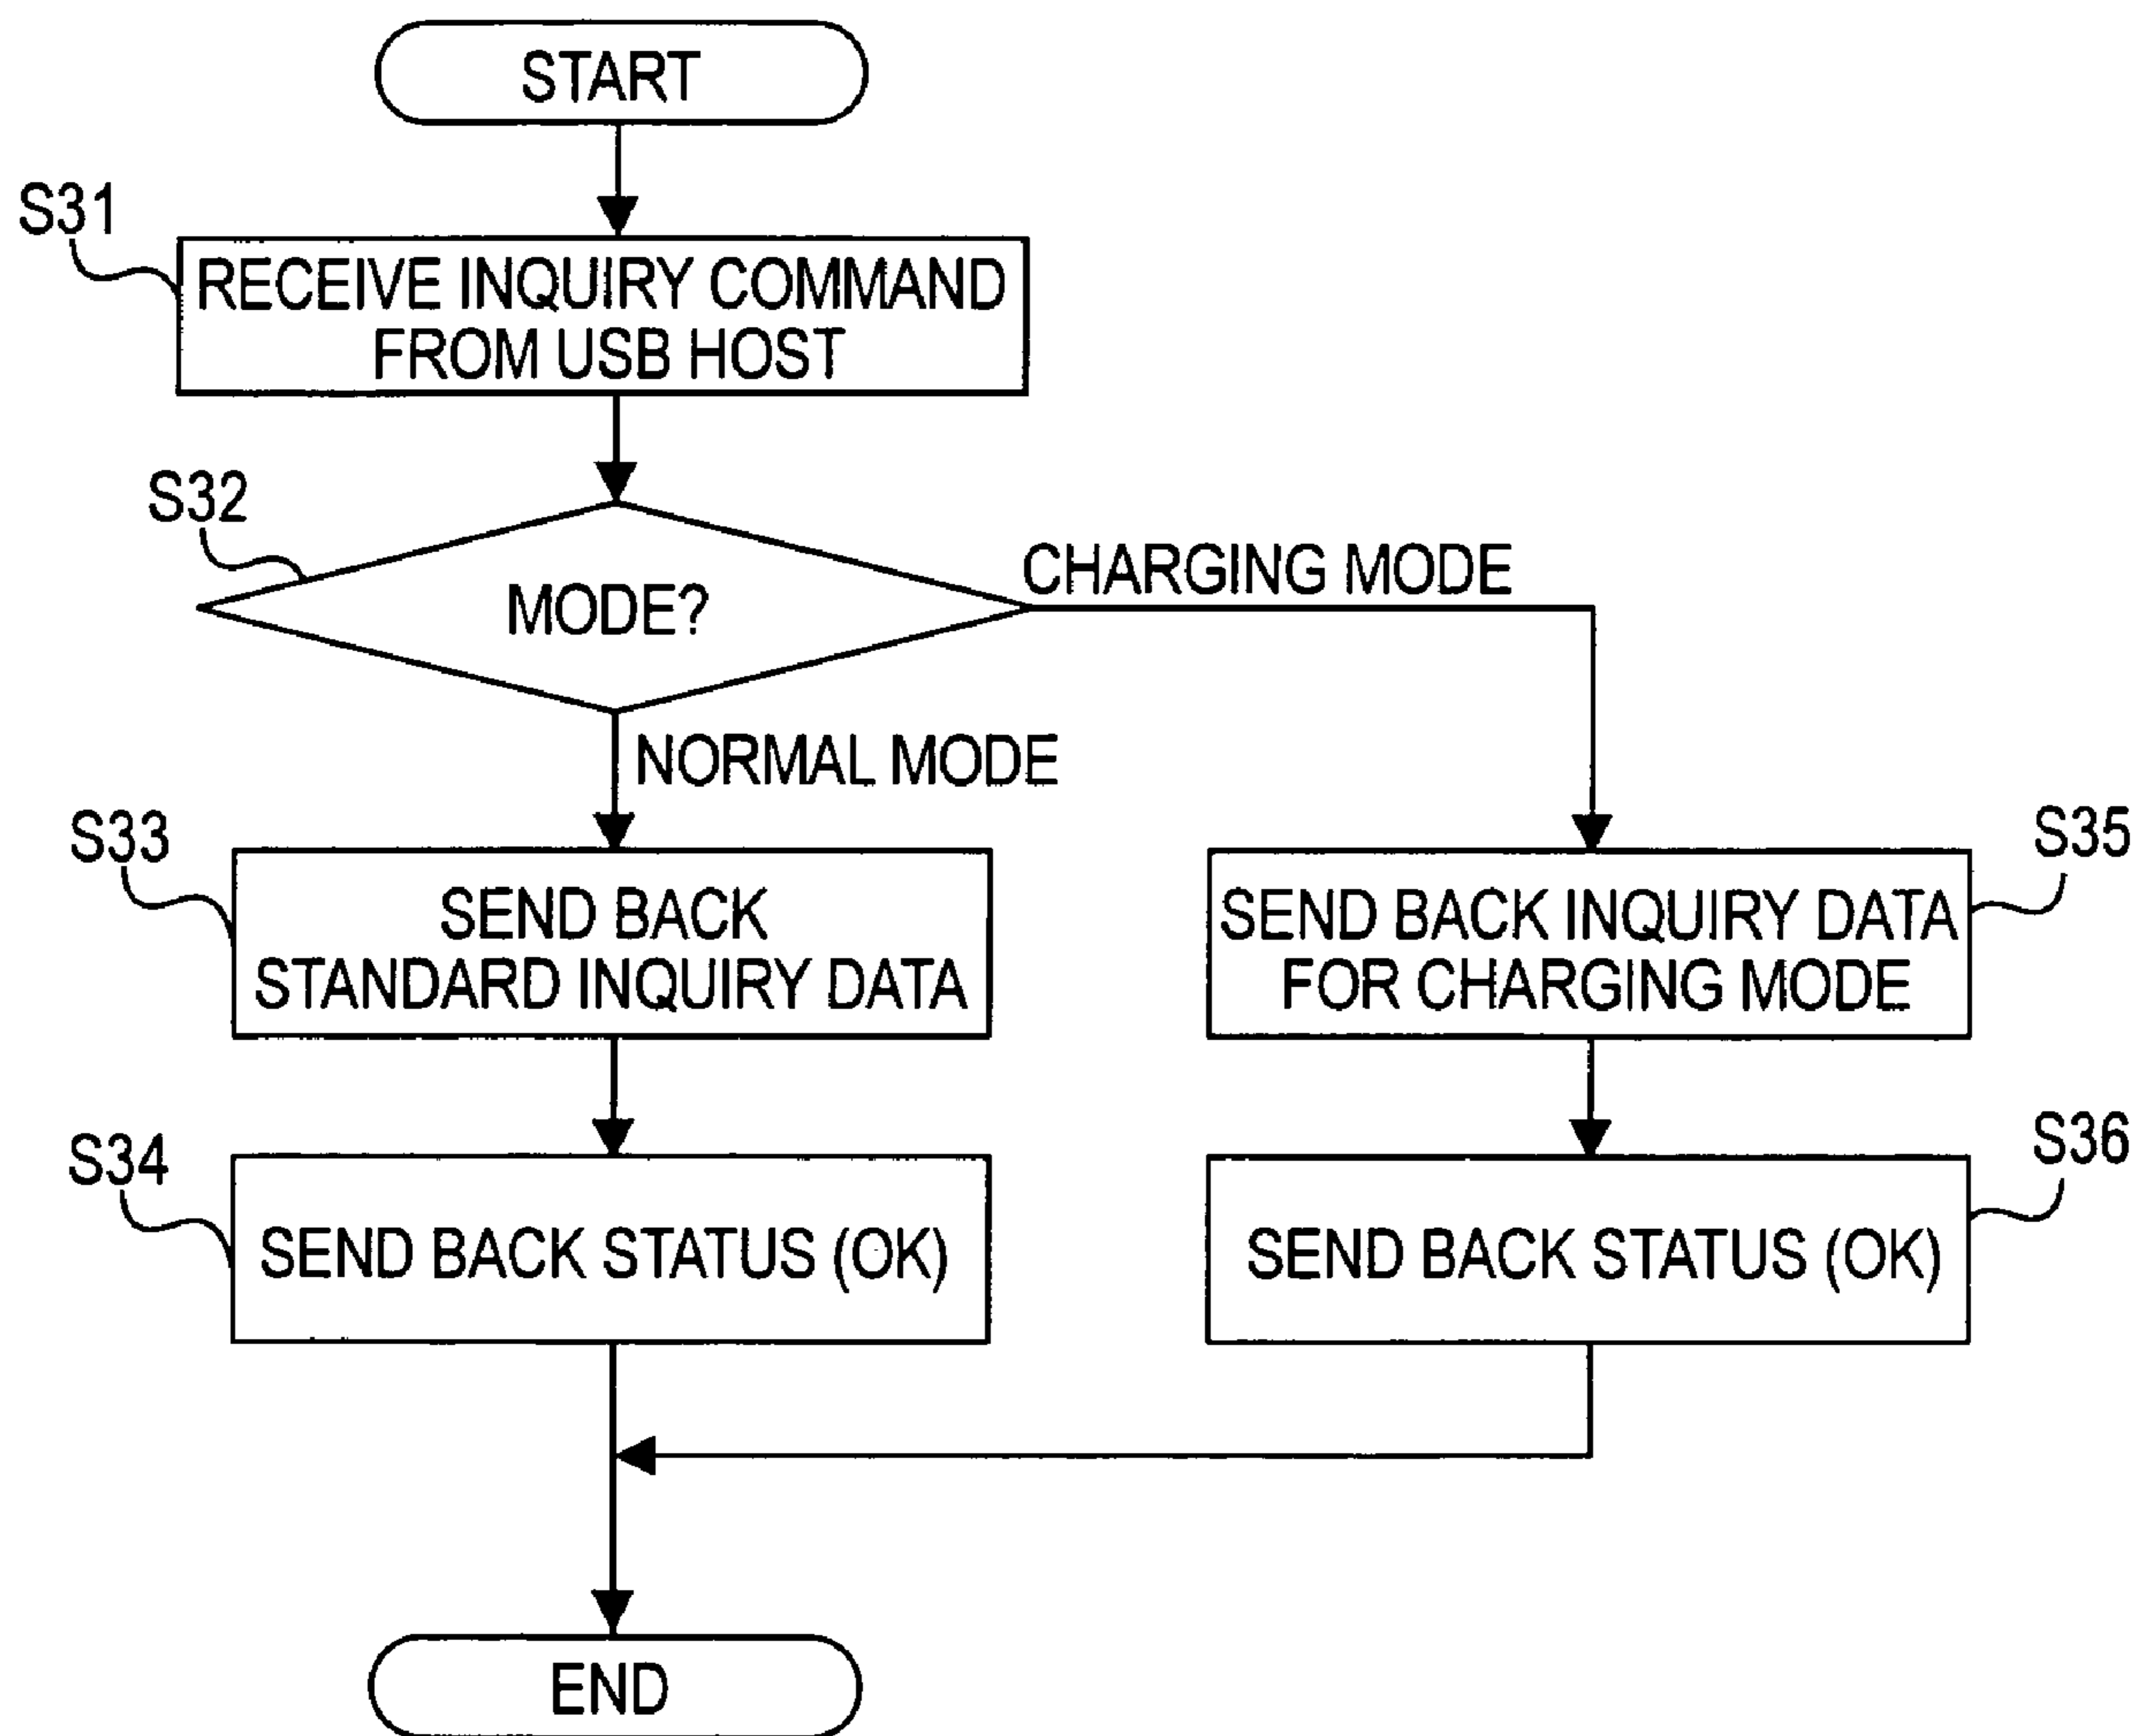 START
S31
RECEIVE INQUIRY COMMAND
FROM USB HOST
S32
MODE?
CHARGING MODE
NORMAL MODE
S33
SEND BACK
STANDARD INQUIRY DATA
S35
SEND BACK INQUIRY DATA
FOR CHARGING MODE
S34
SEND BACK STATUS (OK)
S36
SEND BACK STATUS (OK)
END